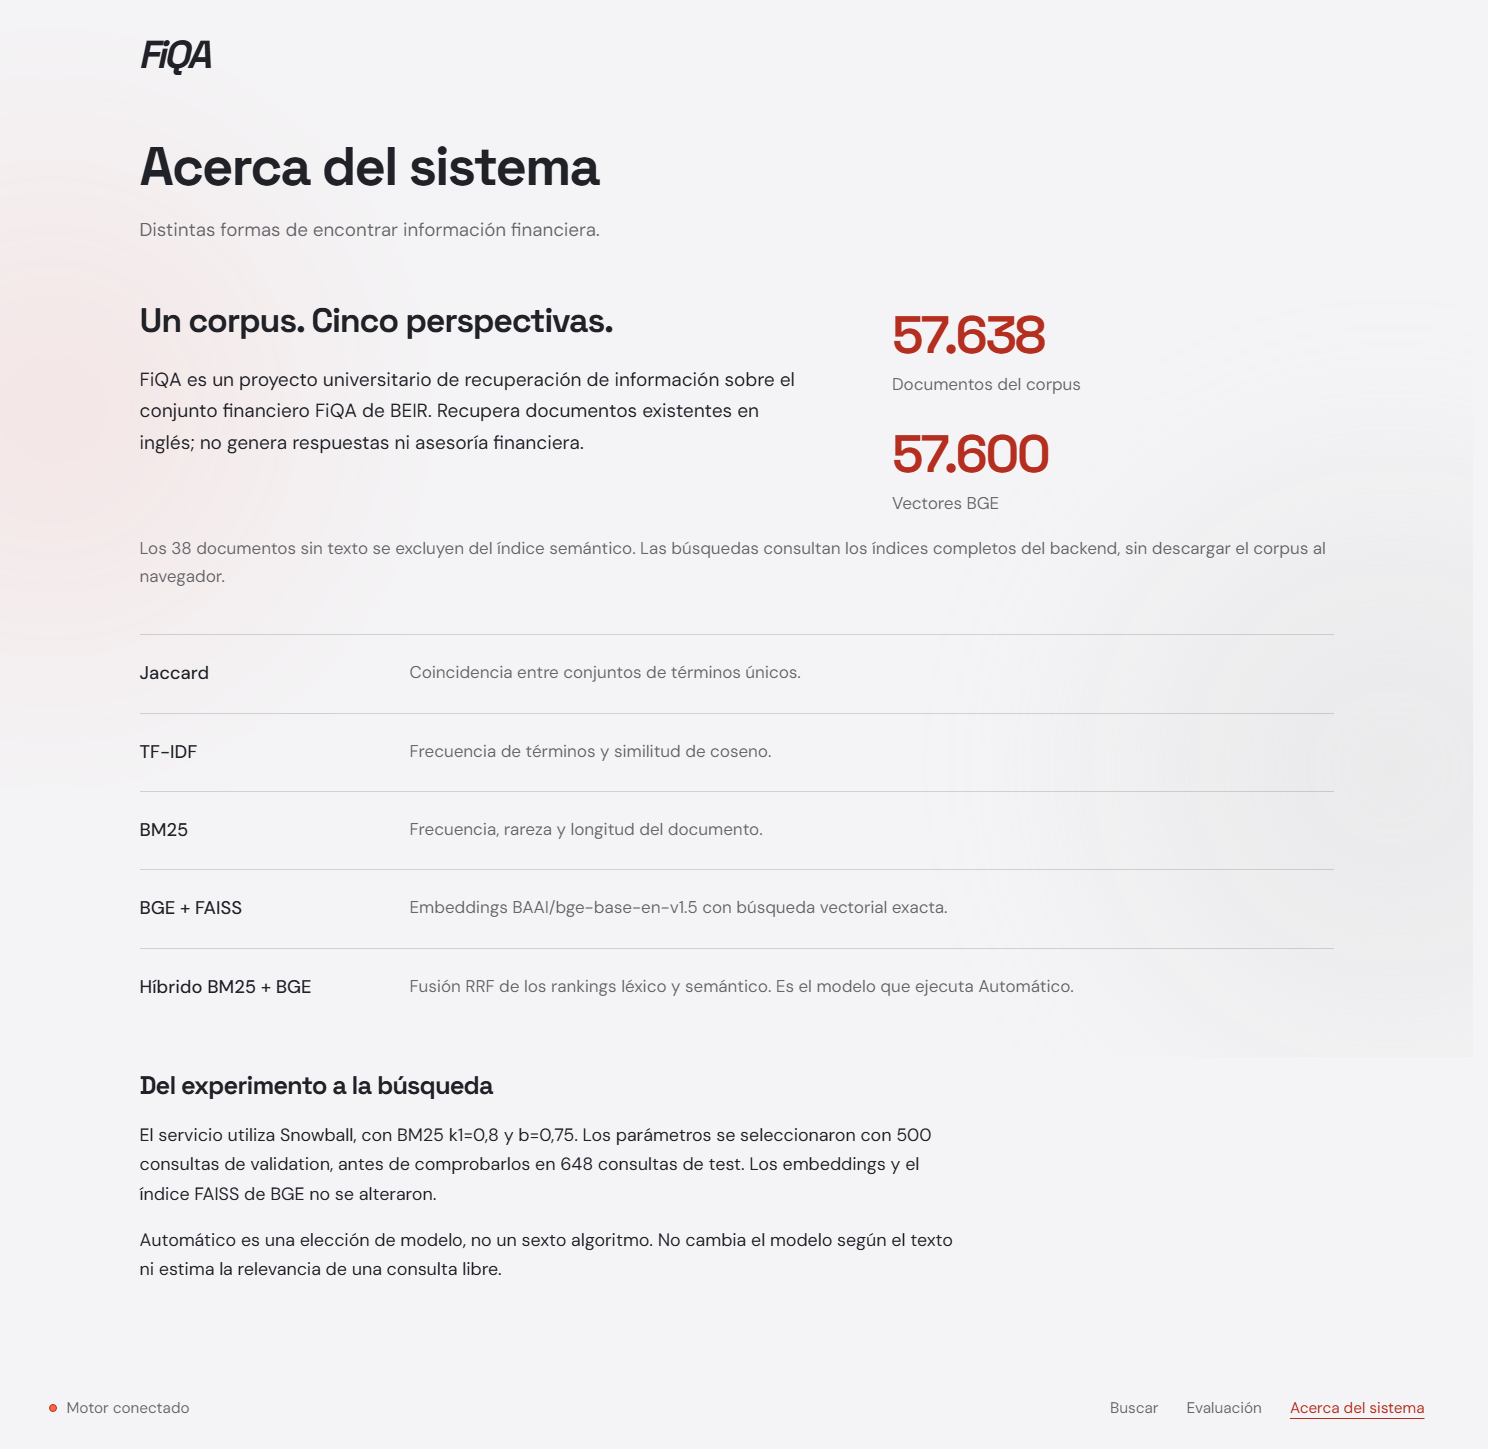 FiQA
Acerca del sistema
Distintas formas de encontrar información financiera.
Un corpus. Cinco perspectivas.
FiQA es un proyecto universitario de recuperación de información sobre el
conjunto financiero FiQA de BEIR. Recupera documentos existentes en
inglés; no genera respuestas ni asesoría financiera.
57.638
Documentos del corpus
57.600
Vectores BGE
Los 38 documentos sin texto se excluyen del índice semántico. Las búsquedas consultan los índices completos del backend, sin descargar el corpus al
navegador.
Jaccard
Coincidencia entre conjuntos de términos únicos.
TF-IDF
Frecuencia de términos y similitud de coseno.
BM25
Frecuencia, rareza y longitud del documento.
BGE + FAISS
Embeddings BAAI/bge-base-en-v1.5 con búsqueda vectorial exacta.
Híbrido BM25 + BGE
Fusión RRF de los rankings léxico y semántico. Es el modelo que ejecuta Automático.
Del experimento a la búsqueda
El servicio utiliza Snowball, con BM25 k1=0,8 y b=0,75. Los parámetros se seleccionaron con 500
consultas de validation, antes de comprobarlos en 648 consultas de test. Los embeddings y el
índice FAISS de BGE no se alteraron.
Automático es una elección de modelo, no un sexto algoritmo. No cambia el modelo según el texto
ni estima la relevancia de una consulta libre.
Motor conectado
Buscar
Evaluación
Acerca del sistema